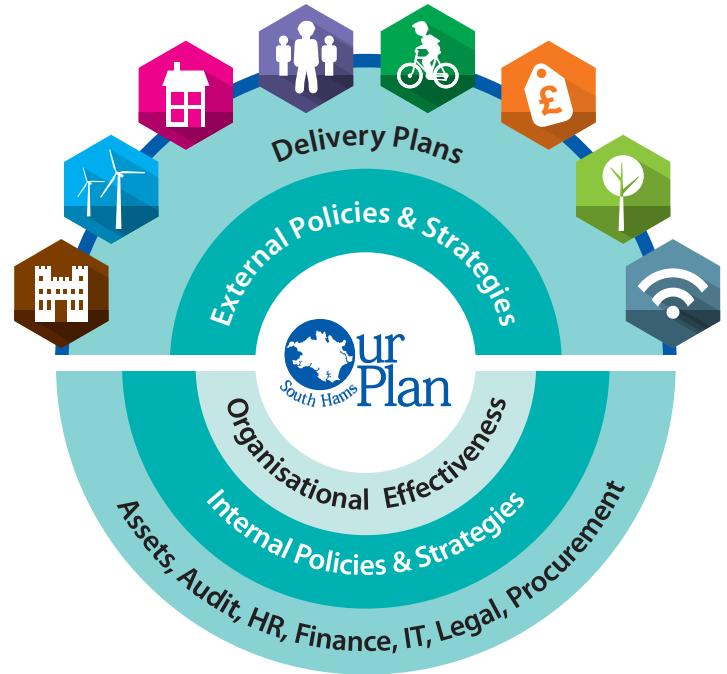 Delivery Plans
External Policies & Strategies
Our
Plan
South Hams
Organisational Effectiveness
Internal Policies & Strategies
Assets, Audit, HR, Finance, IT, Legal, Procurement
£